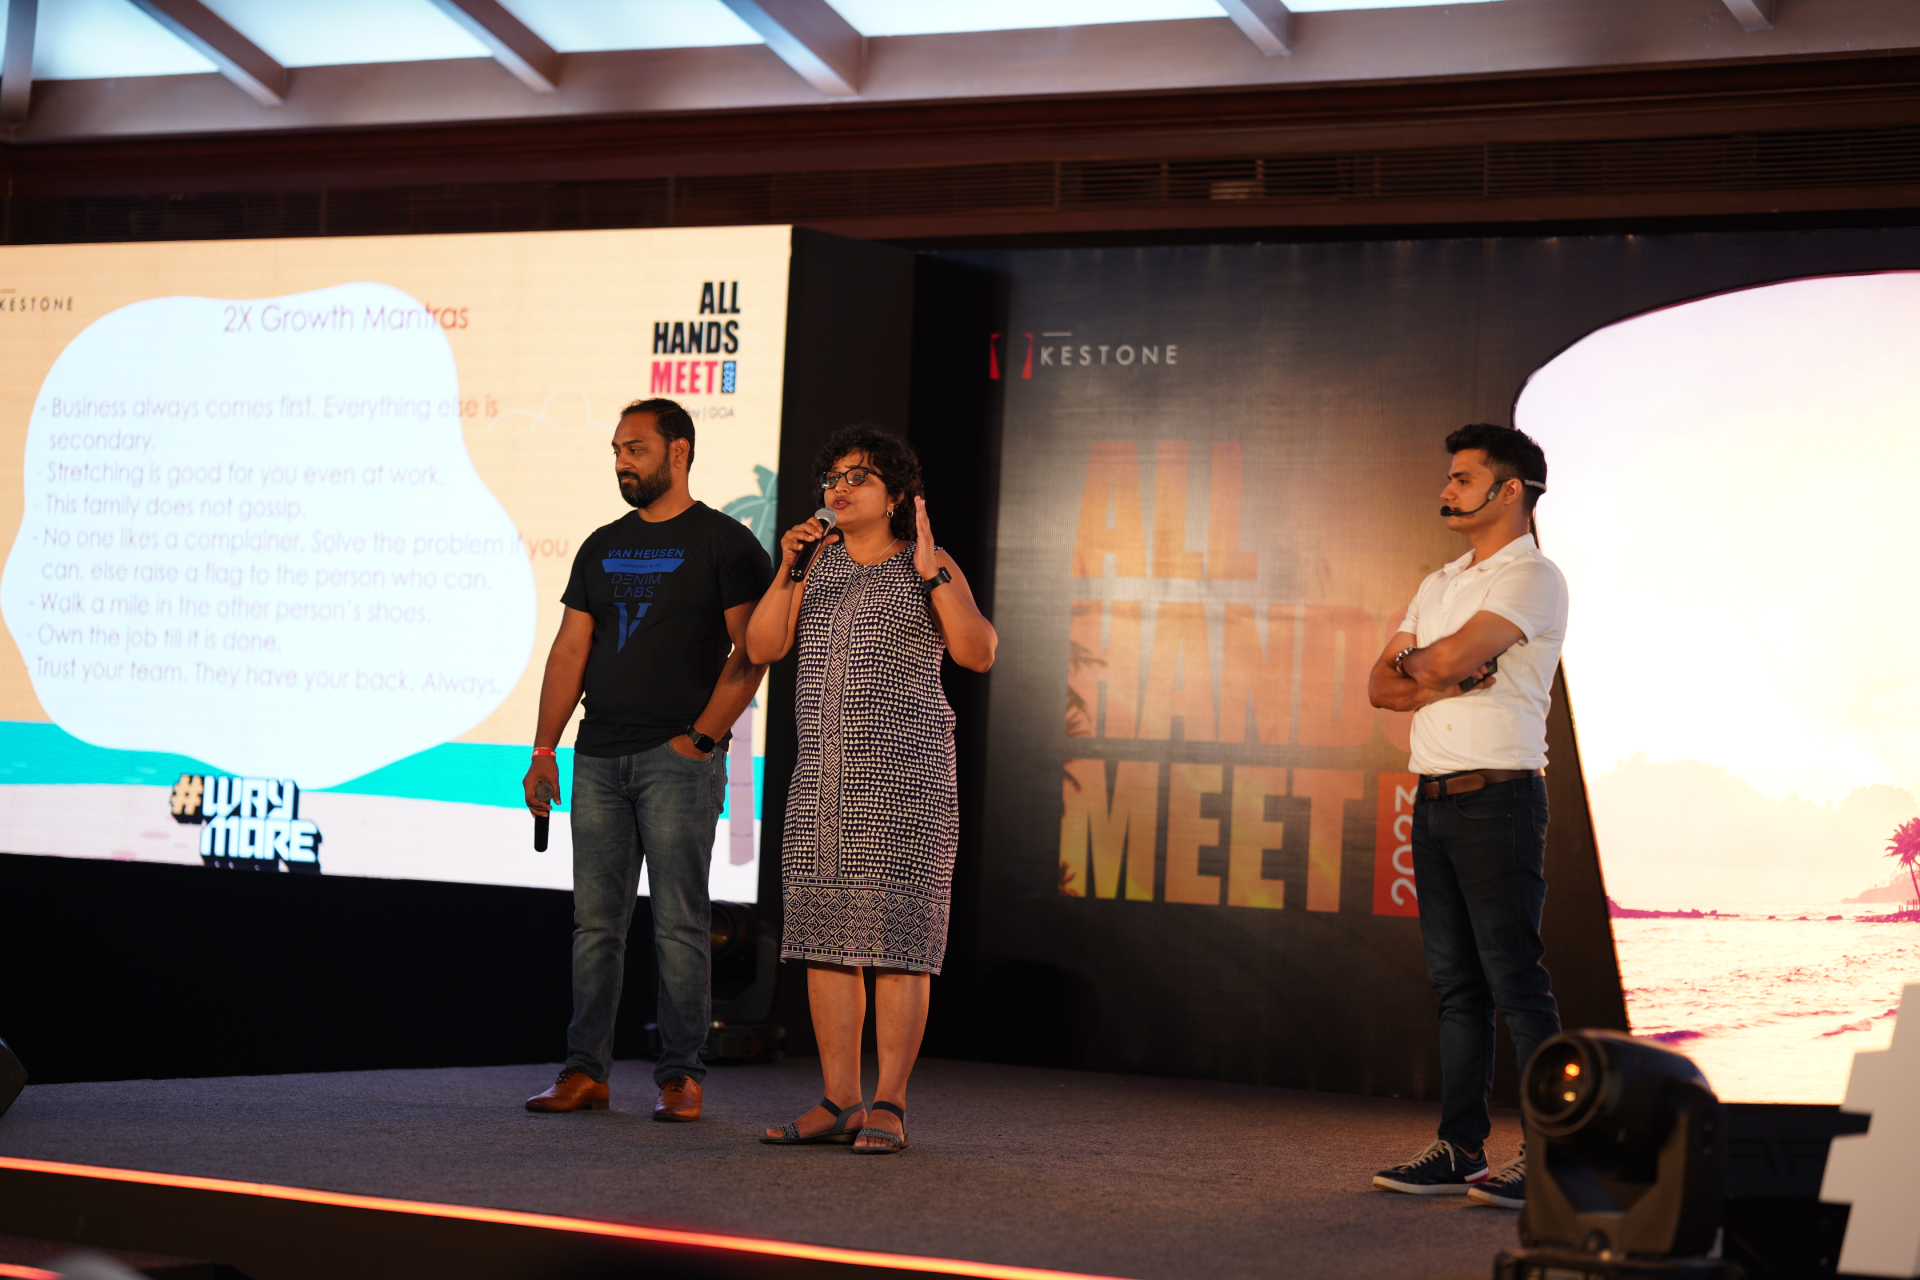 KESTONE
2X Growth Mantras
ALL
HANDS
MEET 2023
| GOA
- Business always comes first. Everything else is
secondary.
- Stretching is good for you even at work.
- This family does not gossip.
- No one likes a complainer. Solve the problem if you
can, else raise a flag to the person who can.
- Walk a mile in the other person's shoes.
- Own the job till it is done.
- Trust your team. They have your back. Always.
#WAY
MORE
VAN HEUSEN
DENIM
LABS
KESTONE
ALL
HANDS
MEET 2023